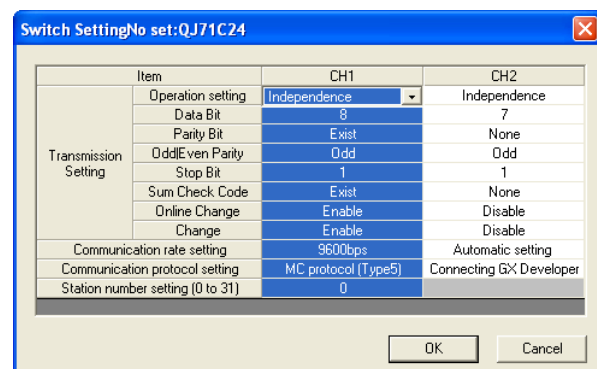 Switch SettingNo set:QJ71C24
Item CH1 CH2
Operation setting Independence Independence
Data Bit 8 7
Parity Bit Exist None
Transmission Setting Odd|Even Parity Odd Odd
Stop Bit 1 1
Sum Check Code Exist None
Online Change Enable Disable
Change Enable Disable
Communication rate setting 9600bps Automatic setting
Communication protocol setting MC protocol (Type5) Connecting GX Developer
Station number setting (0 to 31) 0
OK Cancel